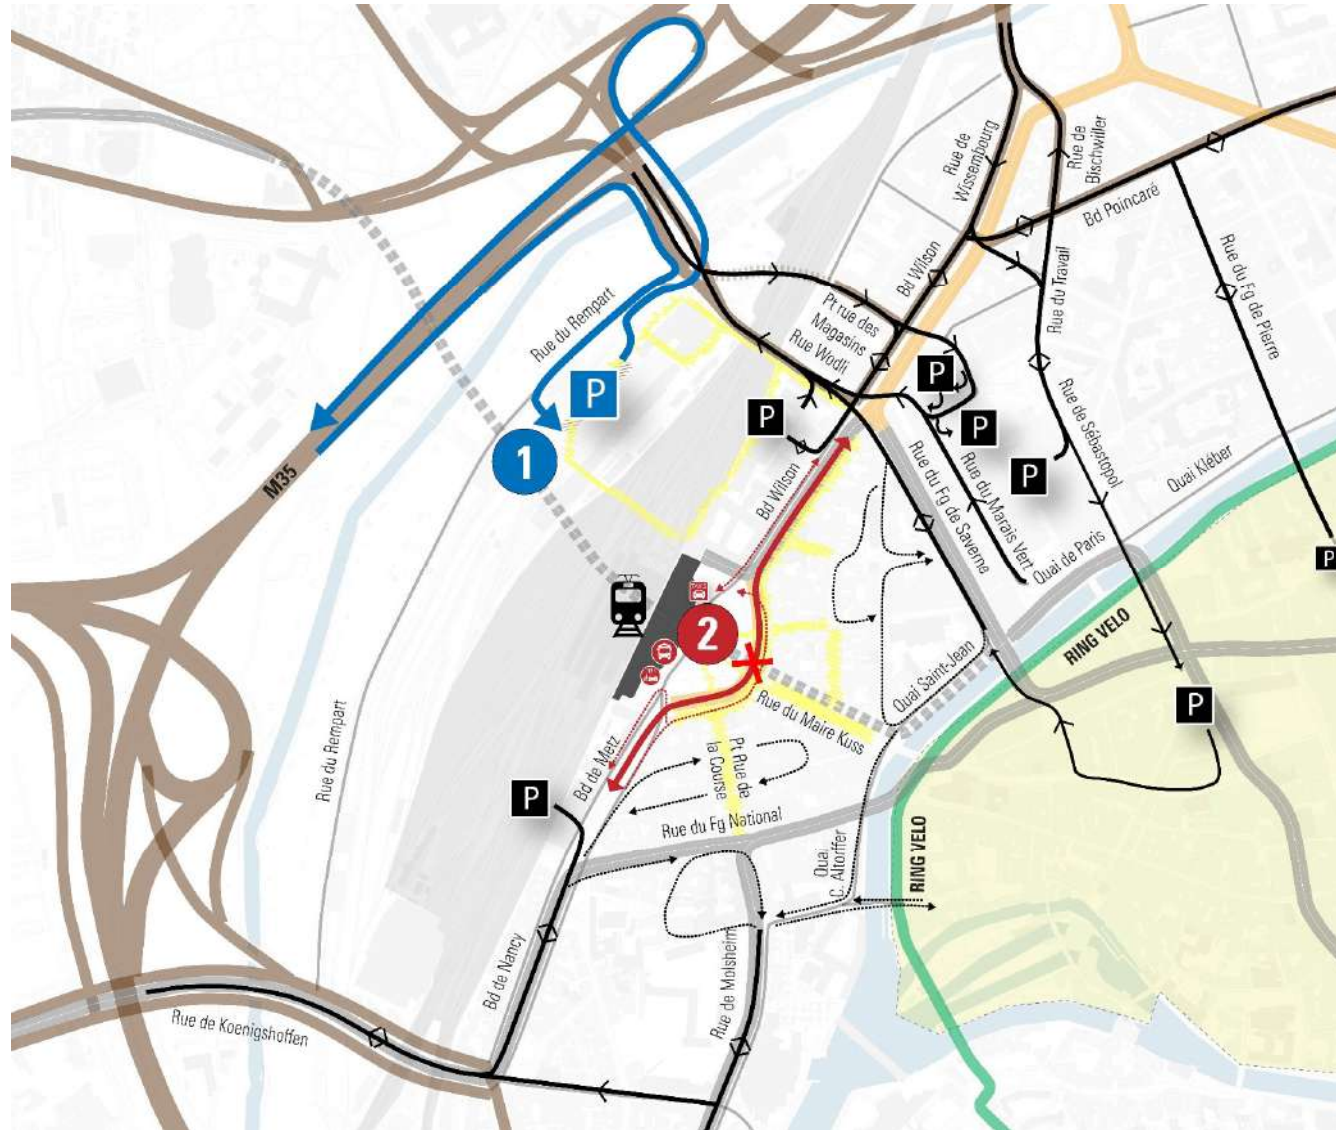 Rue de
Wissembourg
Rue de
Bischwiller
Bd Poincaré
Rue du Fg de Pierre
Bd Wilson
Rue du Travail
Rue du Rempart
Pt rue des
Magasins
Rue Wodli
P
P
P
P
P
1
M35
Bd Wilson
Rue du Fg de Saverne
Rue du Marais Vert
Rue de Sébastopol
Quai Kléber
Quai de Paris
P
TAXI
2
RING VELO
Quai Saint-Jean
Rue du Maire Kuss
P
Rue du Rempart
Bd de Metz
Pt Rue de
la Course
P
Rue du Fg National
Quai
C. Altorffer
RING VELO
Bd de Nancy
Rue de Molsheim
Rue de Koenigshoffen